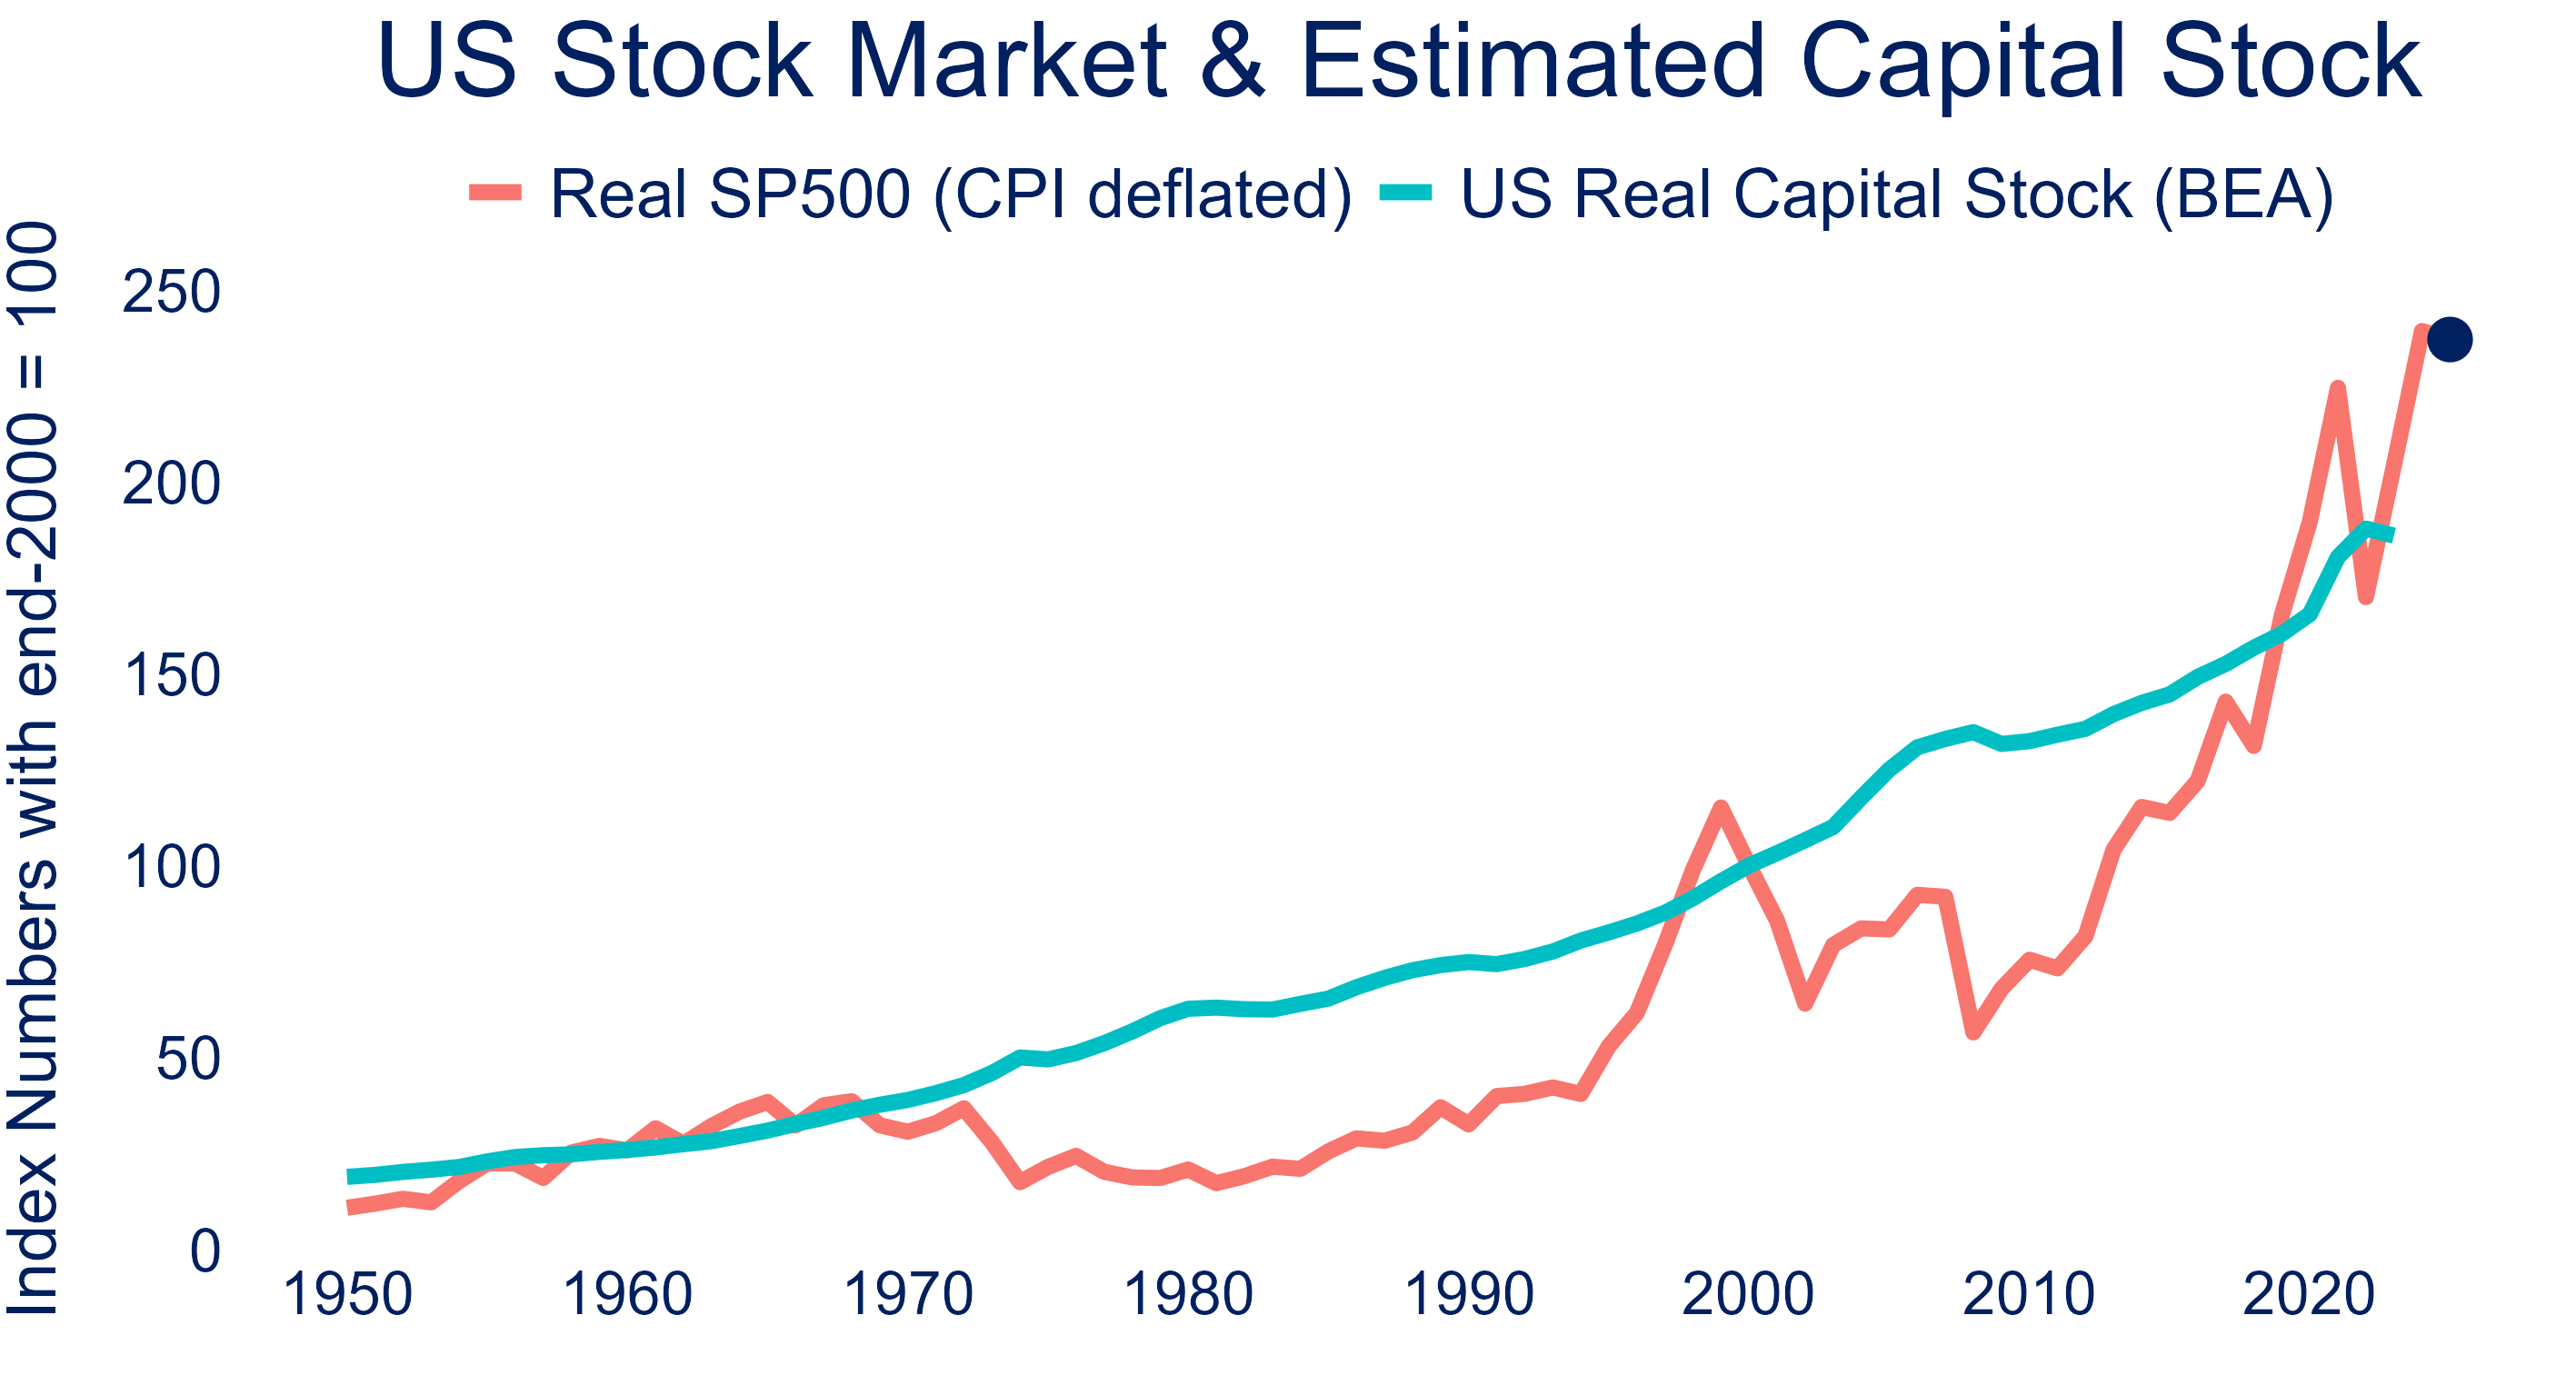 US Stock Market & Estimated Capital Stock
Real SP500 (CPI deflated) US Real Capital Stock (BEA)
Index Numbers with end-2000 = 100
250
200
150
100
50
0
1950 1960 1970 1980 1990 2000 2010 2020